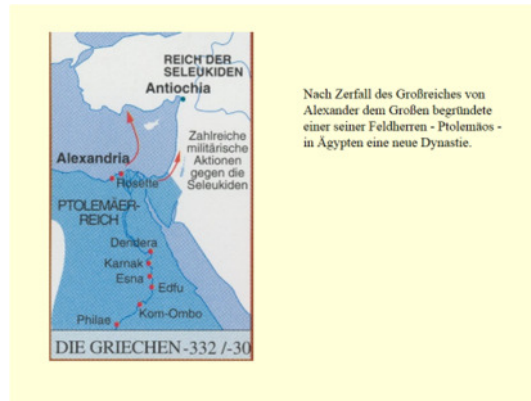 REICH DER
SELEUKIDEN
Antiochia
Zahlreiche
militärische
Aktionen
gegen die
Seleukiden
Alexandria
Rosette
PTOLEMÄER-
REICH
Dendera
Karnak
Esna
Edfu
Kom-Ombo
Philae
DIE GRIECHEN -332 /-30
Nach Zerfall des Großreiches von
Alexander dem Großen begründete
einer seiner Feldherren - Ptolemäos -
in Ägypten eine neue Dynastie.